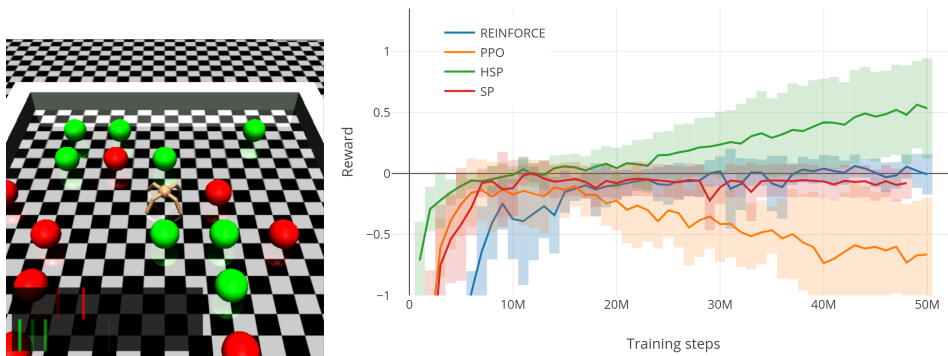 REINFORCE
PPO
HSP
SP
Reward
1
0.5
0
−0.5
−1
0 10M 20M 30M 40M 50M
Training steps